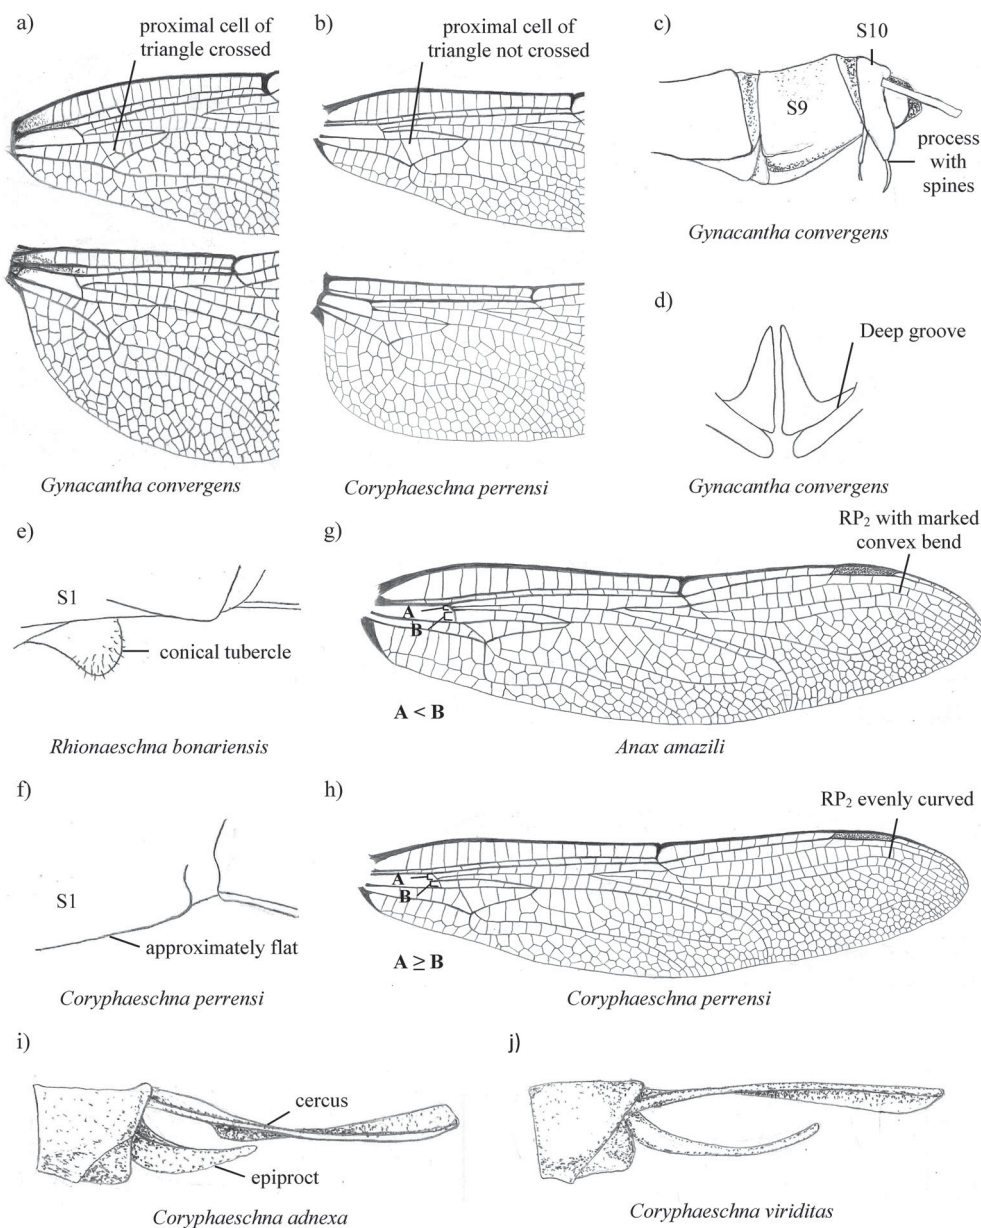 a)
proximal cell of
triangle crossed
Gynacantha convergens
b)
proximal cell of
triangle not crossed
Coryphaeschna perrensi
c)
S10
S9
process
with
spines
Gynacantha convergens
d)
Deep groove
Gynacantha convergens
e)
S1
conical tubercle
Rhionaeschna bonariensis
f)
S1
approximately flat
Coryphaeschna perrensi
g)
RP2 with marked
convex bend
A
B
A < B
Anax amazili
h)
RP2 evenly curved
A
B
A ≥ B
Coryphaeschna perrensi
i)
cercus
epiproct
Coryphaeschna adnexa
j)
Coryphaeschna viriditas